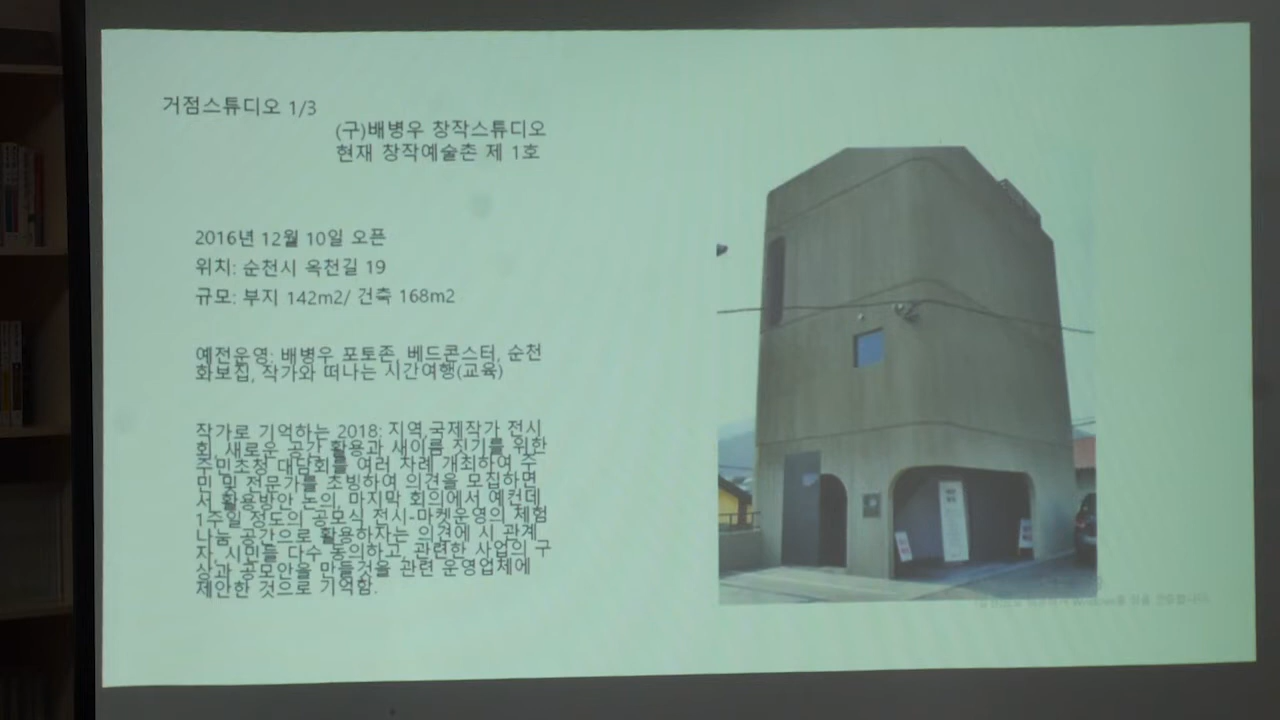 거점스튜디오 1/3
(구)배병우 창작스튜디오
현재 창작예술촌 제 1호
2016년 12월 10일 오픈
위치: 순천시 옥천길 19
규모: 부지 142m2/ 건축 168m2
예전운영: 배병우 포토존, 베드콘스터, 순천
화보집, 작가와 떠나는 시간여행(교육)
작가로 기억하는 2018: 지역,국제작가 전시
회, 새로운 공간 활용과 새이름 짓기를 위한
주민초청 대담회를 여러 차례 개최하여 주
민 및 전문가를 초빙하여 의견을 모집하면
서 활용방안 논의. 마지막 회의에서 예컨데
1주일 정도의 공모식 전시-마켓운영의 체험
나눔 공간으로 활용하자는 의견에 시 관계
자, 시민들 다수 동의하고, 관련한 사업의 구
상과 공모안을 만들것을 관련 운영업체에
제안한 것으로 기억함.